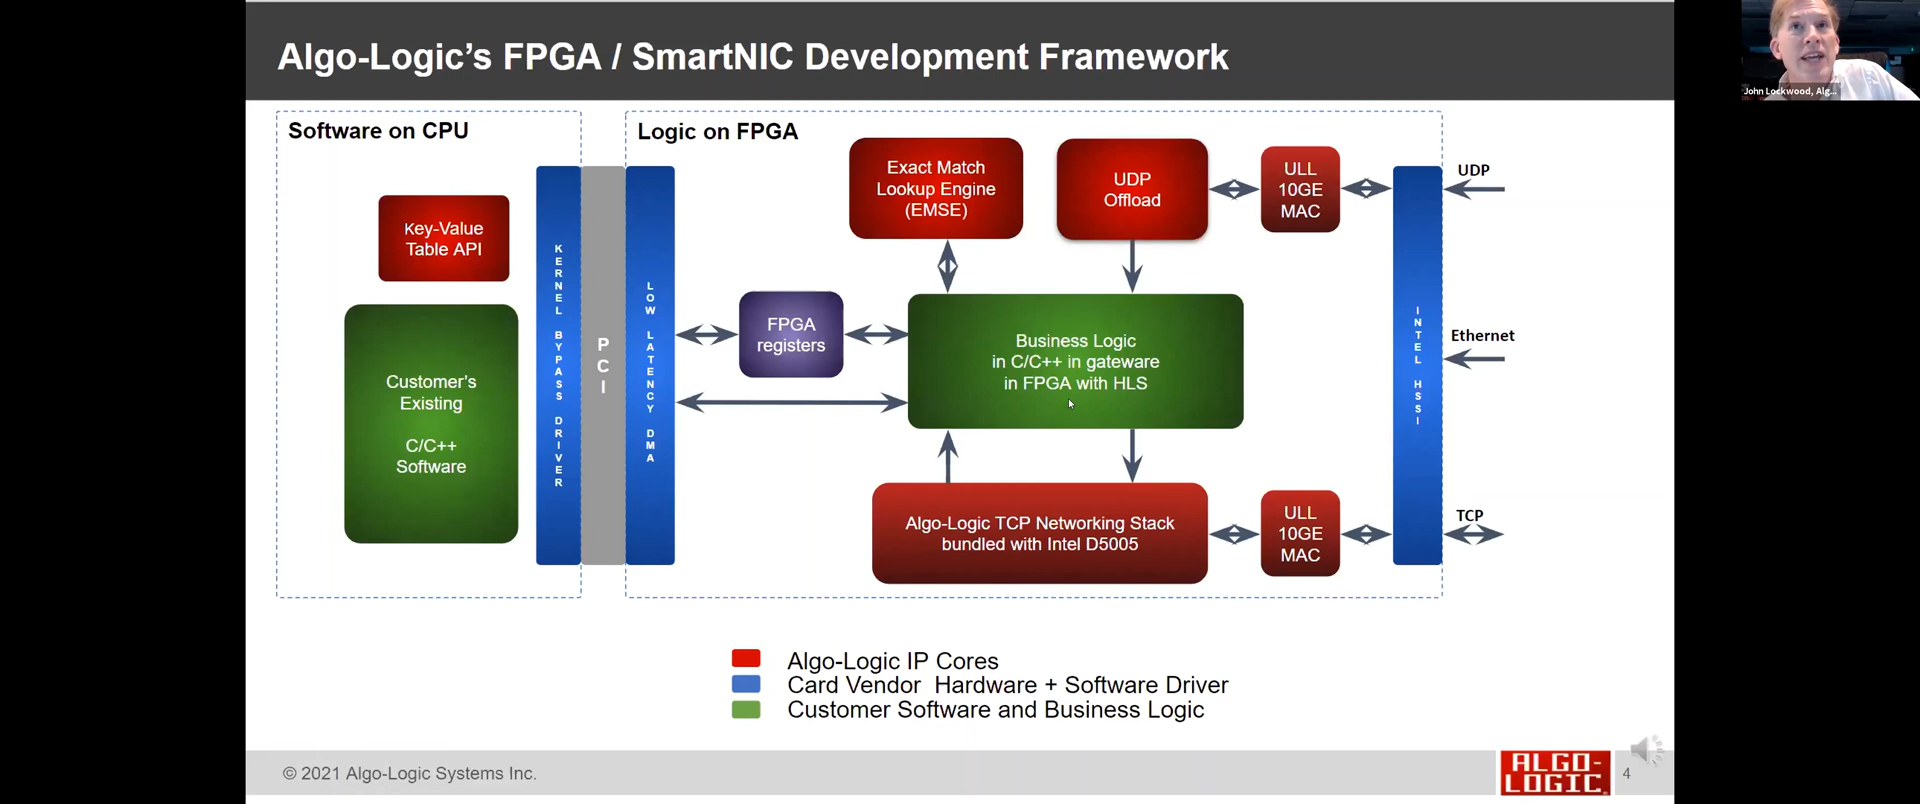 Algo-Logic's FPGA / SmartNIC Development Framework
John Lockwood, Alg...
Software on CPU
Logic on FPGA
Key-Value
Table API
Customer's
Existing
C/C++
Software
KERNEL BYPASS DRIVER
PCI
LOW LATENCY DMA
FPGA
registers
Exact Match
Lookup Engine
(EMSE)
UDP
Offload
ULL
10GE
MAC
Business Logic
in C/C++ in gateware
in FPGA with HLS
Algo-Logic TCP Networking Stack
bundled with Intel D5005
ULL
10GE
MAC
INTEL HSSI
UDP
Ethernet
TCP
Algo-Logic IP Cores
Card Vendor Hardware + Software Driver
Customer Software and Business Logic
© 2021 Algo-Logic Systems Inc.
ALGO-
LOGIC
4